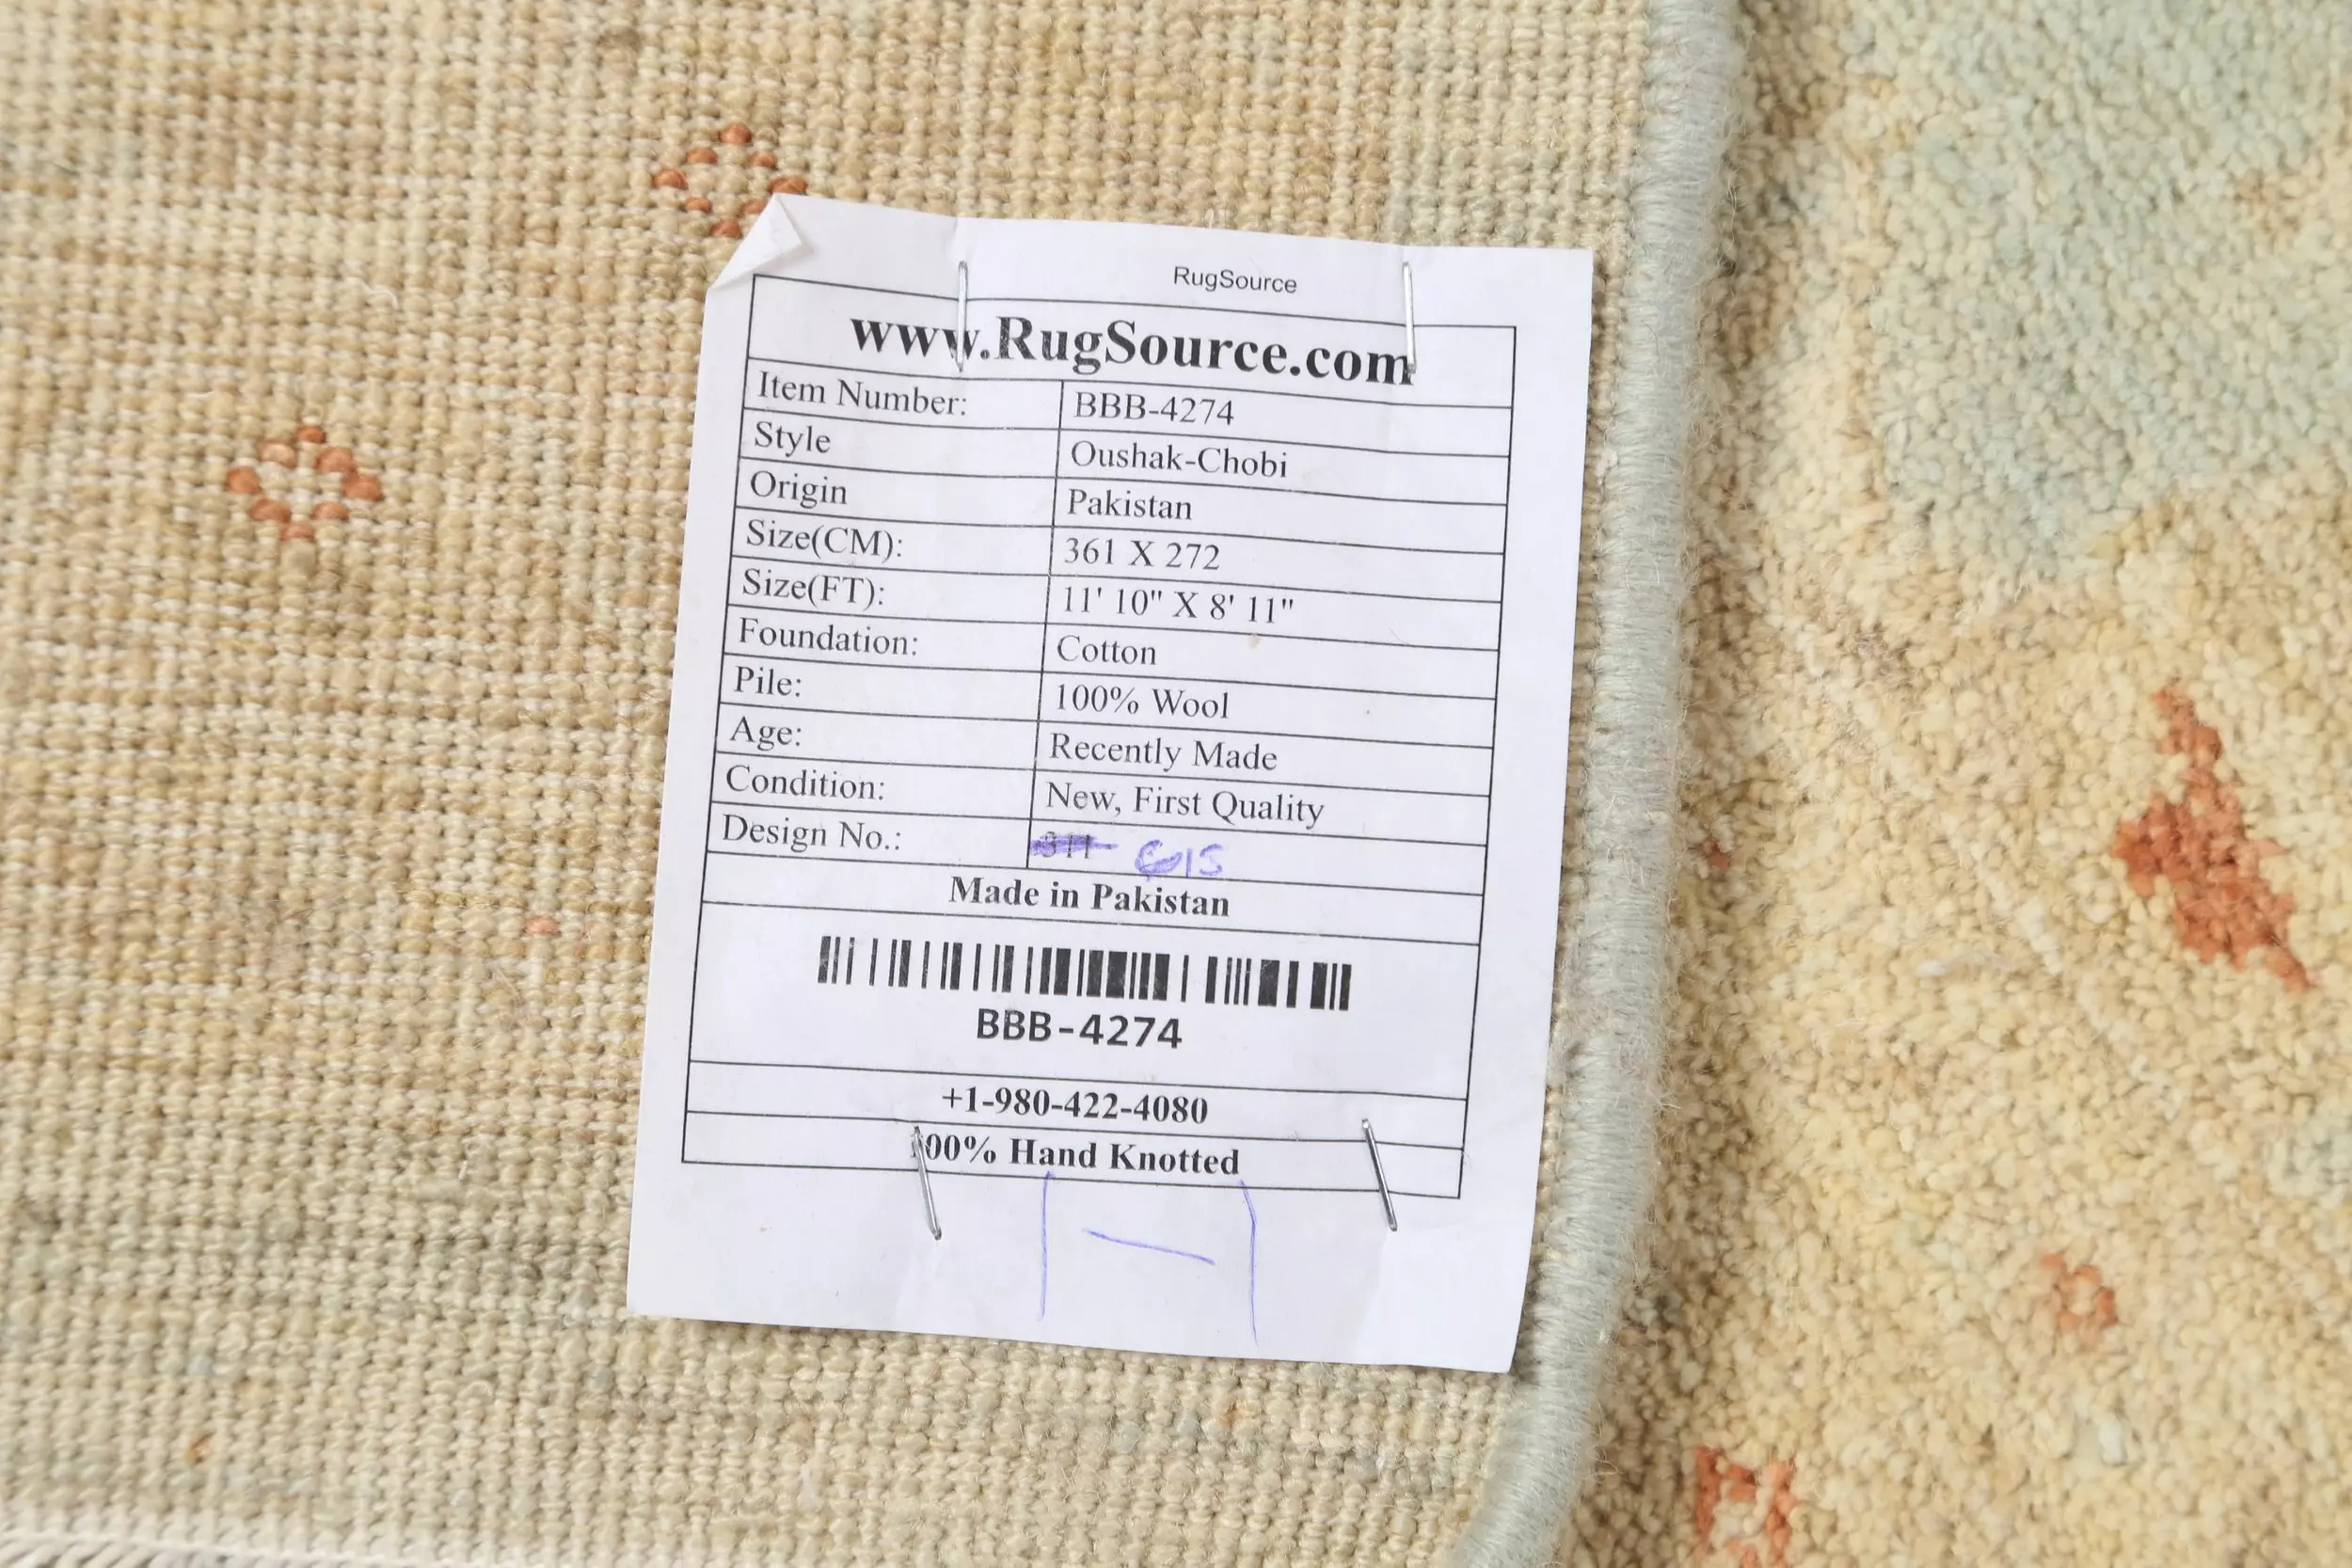 RugSource
www.RugSource.com
Item Number: BBB-4274
Style Oushak-Chobi
Origin Pakistan
Size(CM): 361 X 272
Size(FT): 11' 10" X 8' 11"
Foundation: Cotton
Pile: 100% Wool
Age: Recently Made
Condition: New, First Quality
Design No.:
Made in Pakistan
BBB-4274
+1-980-422-4080
100% Hand Knotted